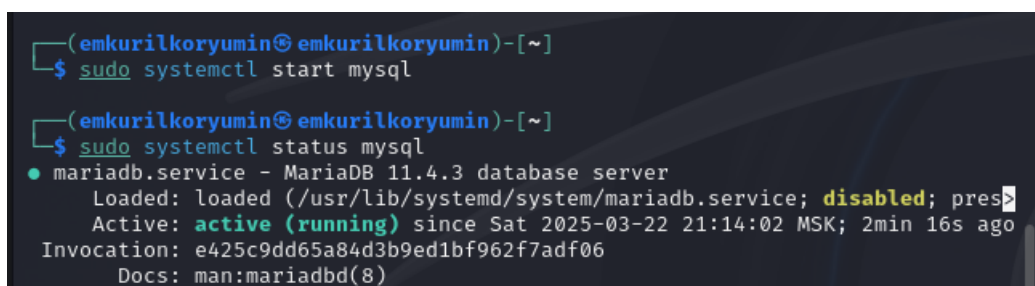 ┌──(emkurilkoryumin㉿emkurilkoryumin)-[~]
└─$ sudo systemctl start mysql
┌──(emkurilkoryumin㉿emkurilkoryumin)-[~]
└─$ sudo systemctl status mysql
● mariadb.service - MariaDB 11.4.3 database server
Loaded: loaded (/usr/lib/systemd/system/mariadb.service; disabled; pres>
Active: active (running) since Sat 2025-03-22 21:14:02 MSK; 2min 16s ago
Invocation: e425c9dd65a84d3b9ed1bf962f7adf06
Docs: man:mariadbd(8)